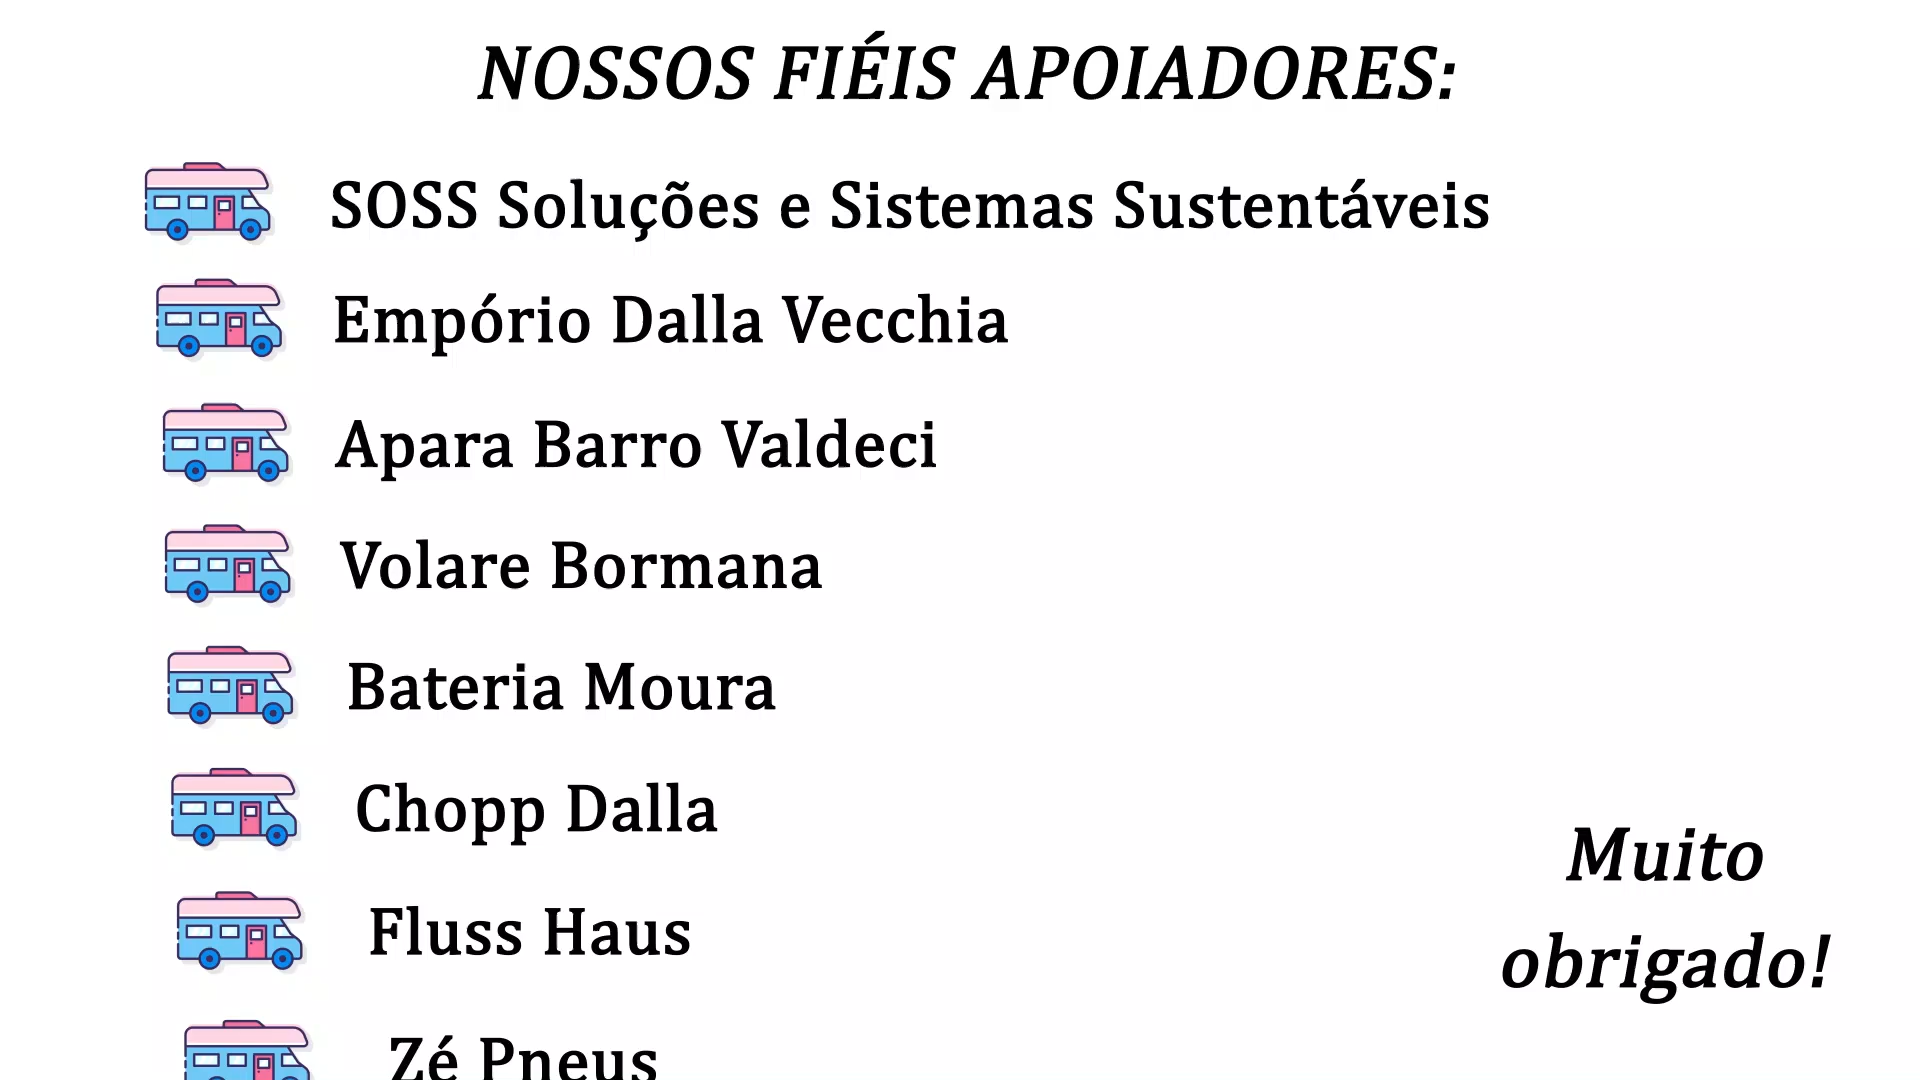 NOSSOS FIÉIS APOIADORES:
SOSS Soluções e Sistemas Sustentáveis
Empório Dalla Vecchia
Apara Barro Valdeci
Volare Bormana
Bateria Moura
Chopp Dalla
Fluss Haus
Zé Pneus
Muito
obrigado!